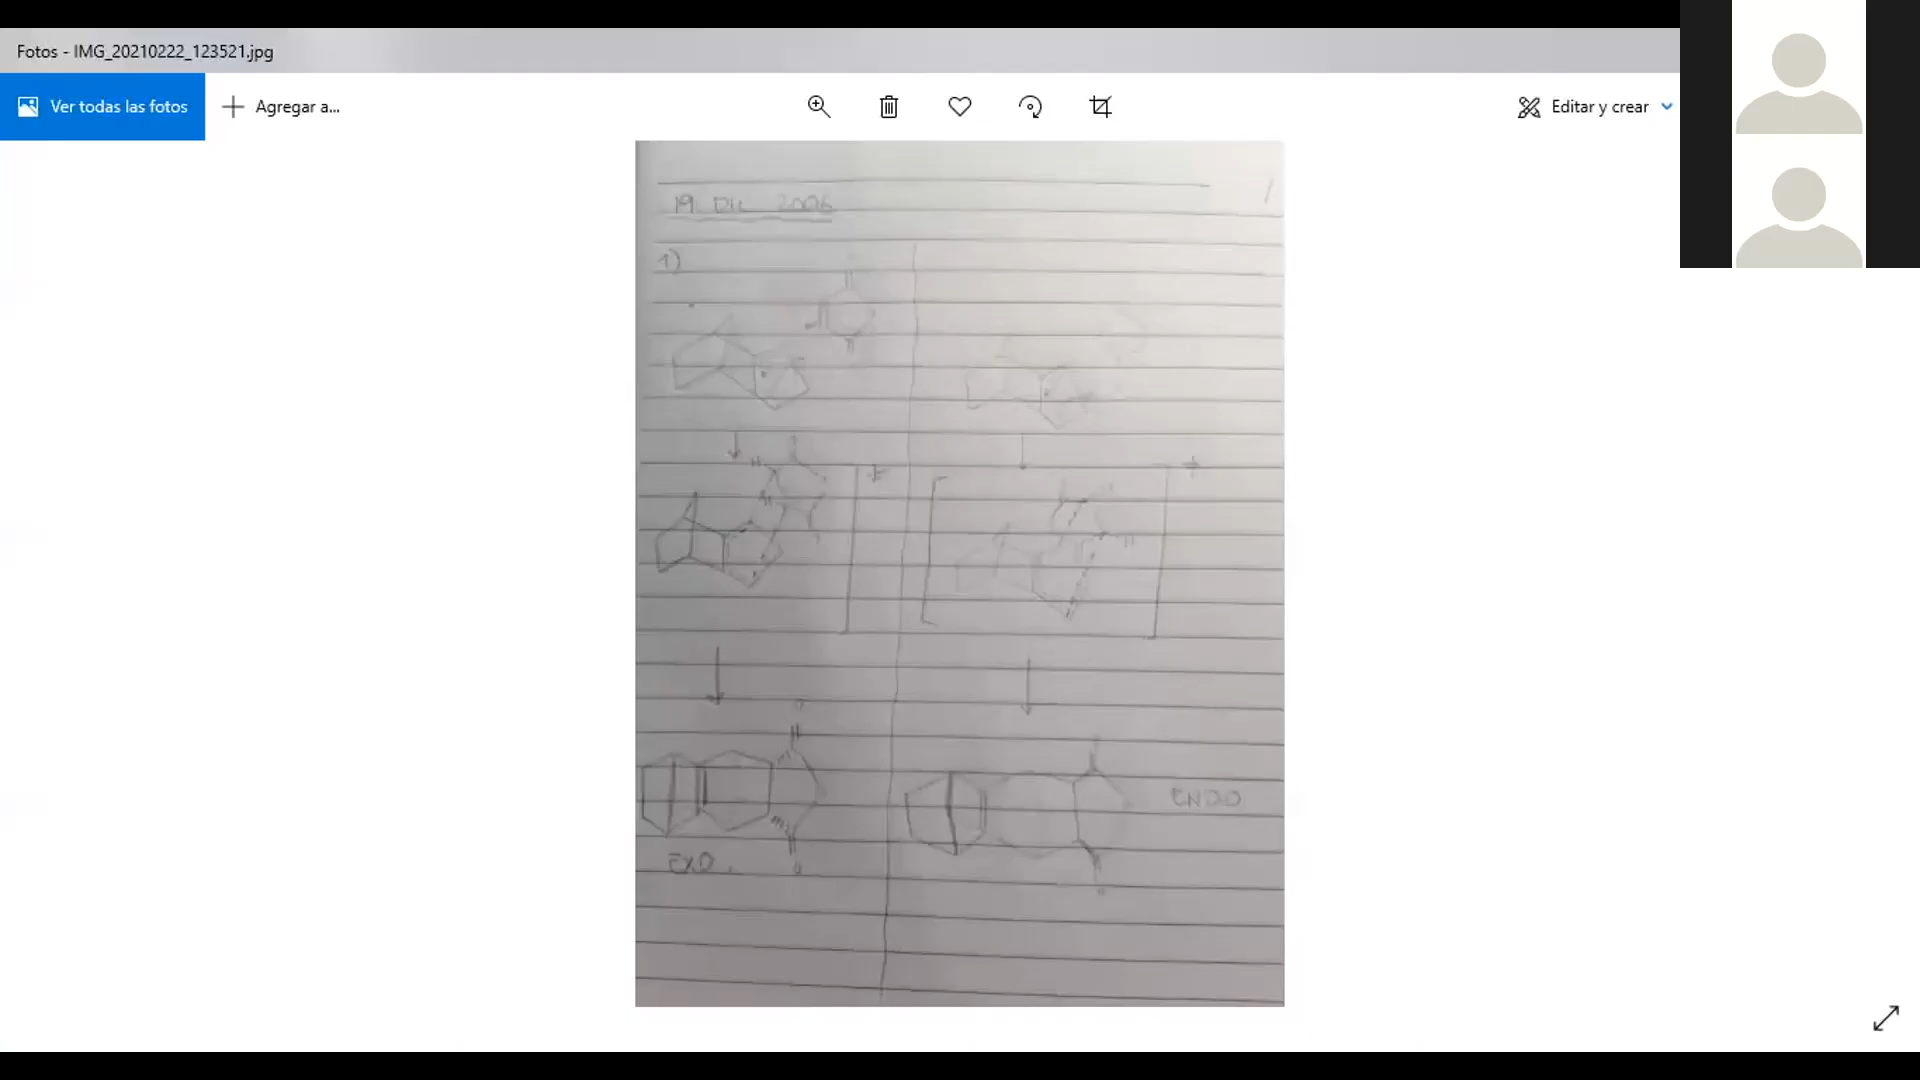 Fotos - IMG_20210222_123521.jpg
Ver todas las fotos
Agregar a...
Editar y crear
19 DIC 2006
1)
EXO
ENDO